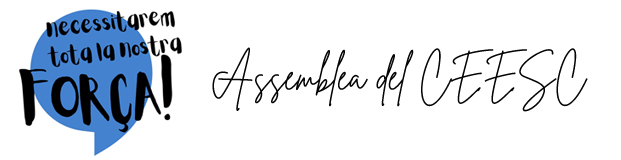 necessitarem
tota la nostra
FORÇA!
Assemblea del CEESC